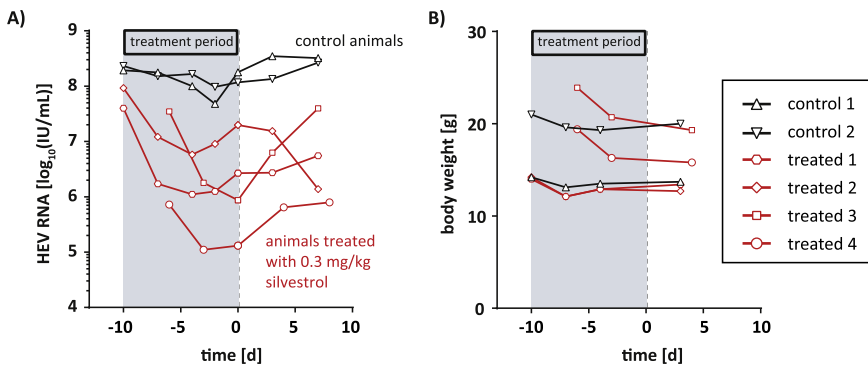 A)
B)
treatment period
control animals
treatment period
9
8
7
6
5
4
HEV RNA [log10(IU/mL)]
animals treated
with 0.3 mg/kg
silvestrol
-10
-5
0
5
10
time [d]
30
20
10
0
body weight [g]
-10
-5
0
5
10
time [d]
control 1
control 2
treated 1
treated 2
treated 3
treated 4